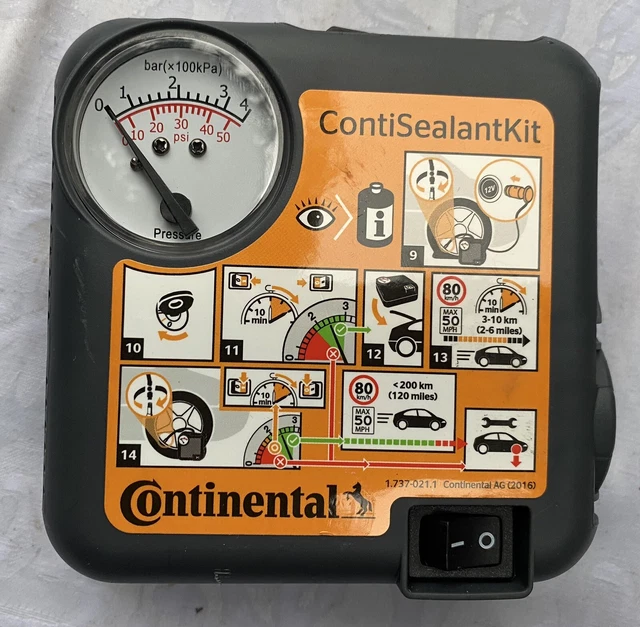 bar(×100kPa)
0 1 2 3 4
0 10 20 30 40 50
psi
Pressure
ContiSealantKit
i
12V
9
10
10 min
2 3
11
12
80 km/h
MAX 50 MPH
10 min
3-10 km
(2-6 miles)
13
14
10 min
2 3
80 km/h
MAX 50 MPH
<200 km
(120 miles)
Continental
1.737-021.1 Continental AG (2016)
I O